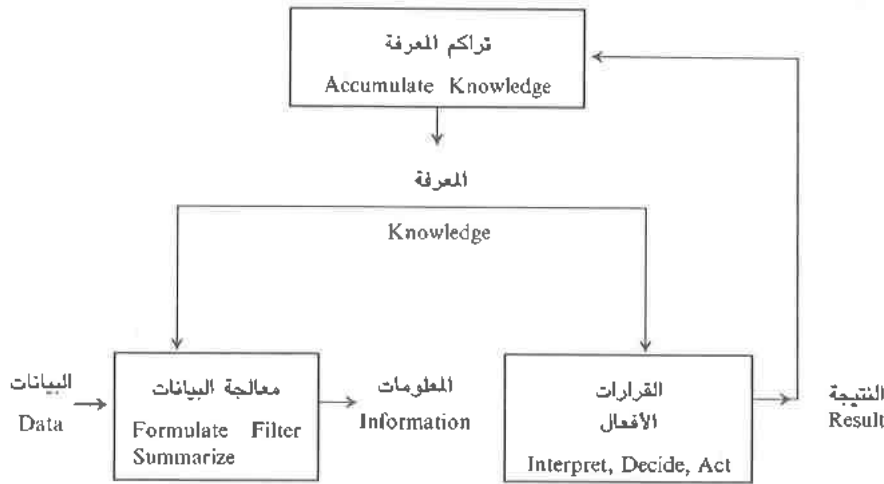 تراكم المعرفة
Accumulate Knowledge
المعرفة
Knowledge
البيانات
Data
معالجة البيانات
Formulate Filter
Summarize
المعلومات
Information
القرارات
الأفعال
Interpret, Decide, Act
النتيجة
Result